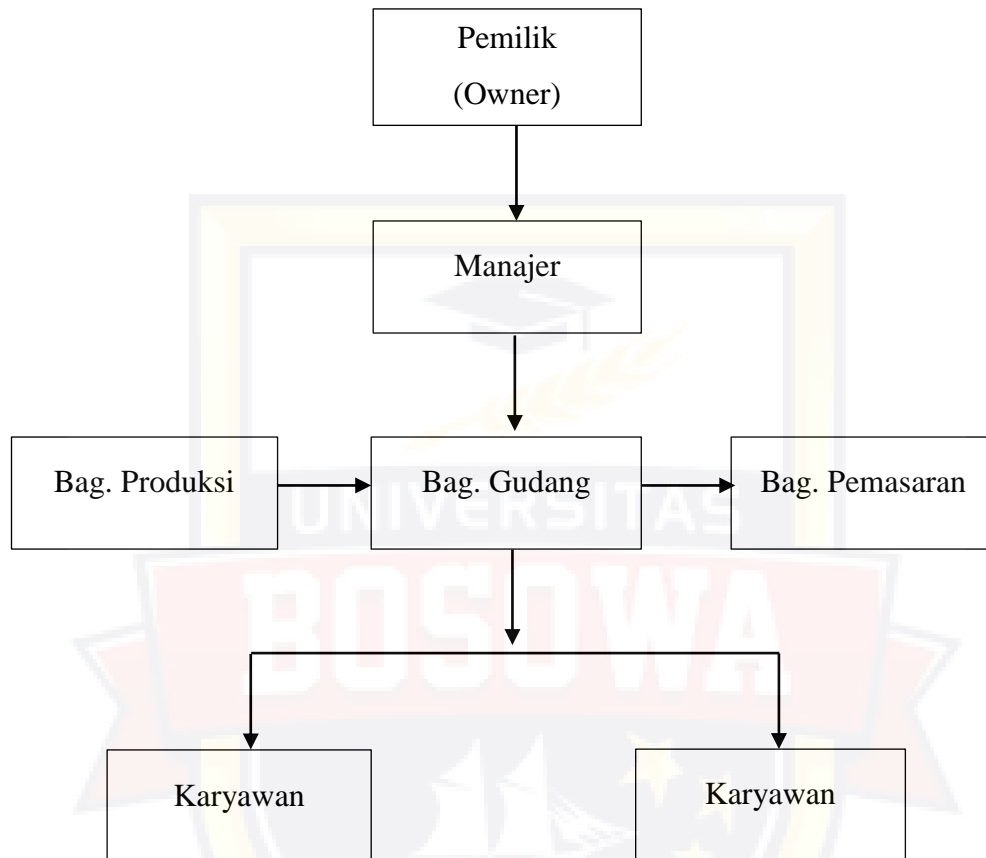 Pemilik
(Owner)
Manajer
Bag. Produksi
Bag. Gudang
Bag. Pemasaran
UNIVERSITAS
BOSOWA
Karyawan
Karyawan